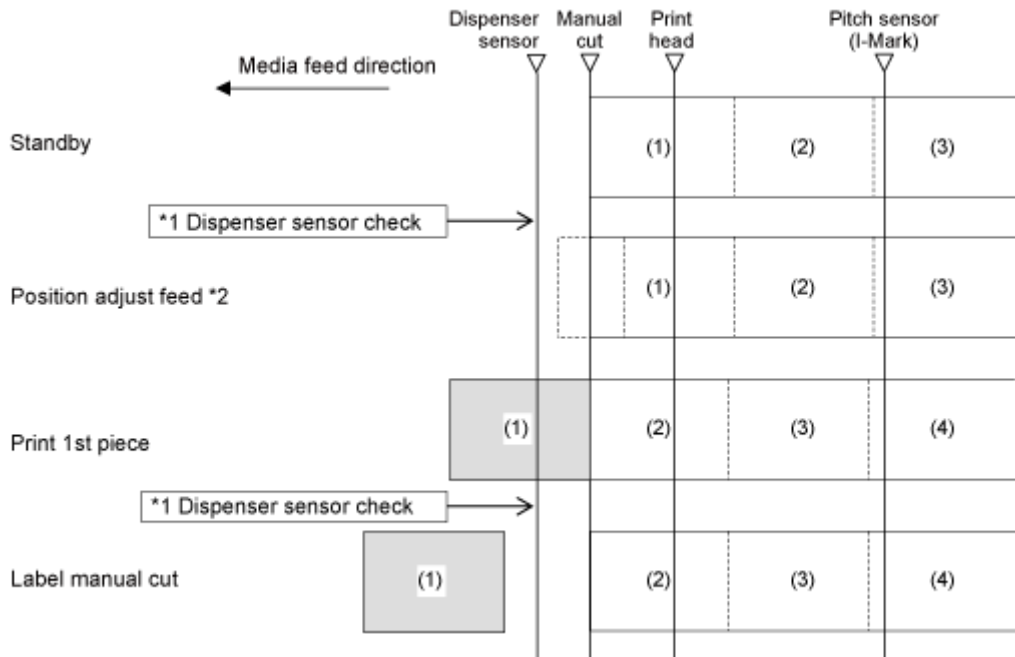 Dispenser sensor
Manual cut
Print head
Pitch sensor (I-Mark)
Media feed direction
Standby
(1) (2) (3)
*1 Dispenser sensor check
Position adjust feed *2
(1) (2) (3)
Print 1st piece
(1) (2) (3) (4)
*1 Dispenser sensor check
Label manual cut
(1) (2) (3) (4)